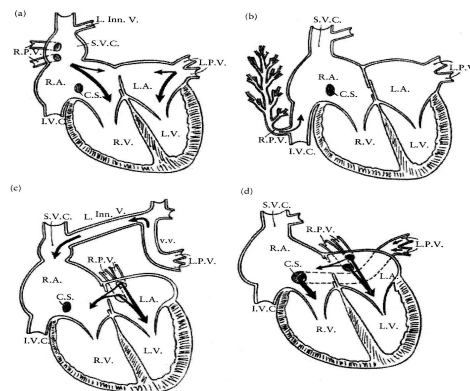 (a)
L. Inn. V.
R.P.V.
S.V.C.
L.P.V.
R.A.
L.A.
C.S.
I.V.C.
R.V.
L.V.
(b)
S.V.C.
L.P.V.
R.A.
L.A.
C.S.
R.P.V.
I.V.C.
R.V.
L.V.
(c)
S.V.C.
L. Inn. V.
v.v.
R.P.V.
L.P.V.
R.A.
C.S.
L.A.
I.V.C.
R.V.
L.V.
(d)
S.V.C.
R.P.V.
L.P.V.
R.A.
C.S.
L.A.
I.V.C.
R.V.
L.V.